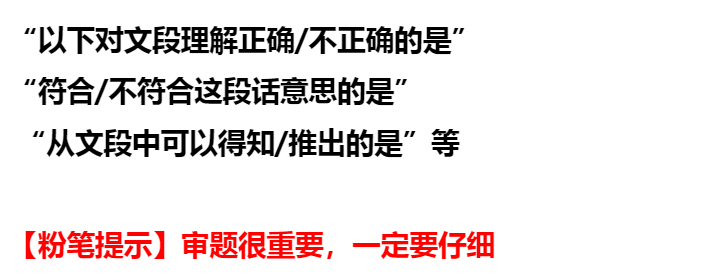 “以下对文段理解正确/不正确的是”
“符合/不符合这段话意思的是”
“从文段中可以得知/推出的是”等
【粉笔提示】审题很重要，一定要仔细